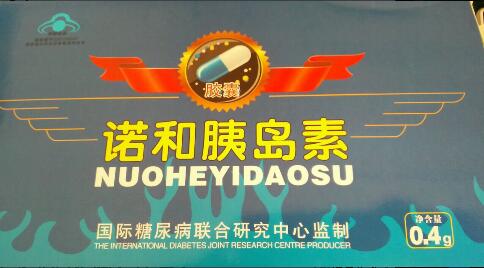 胶囊
诺和胰岛素
NUOHEYIDAOSU
国际糖尿病联合研究中心监制
THE INTERNATIONAL DIABETES JOINT RESEARCH CENTRE PRODUCER
净含量
0.4g